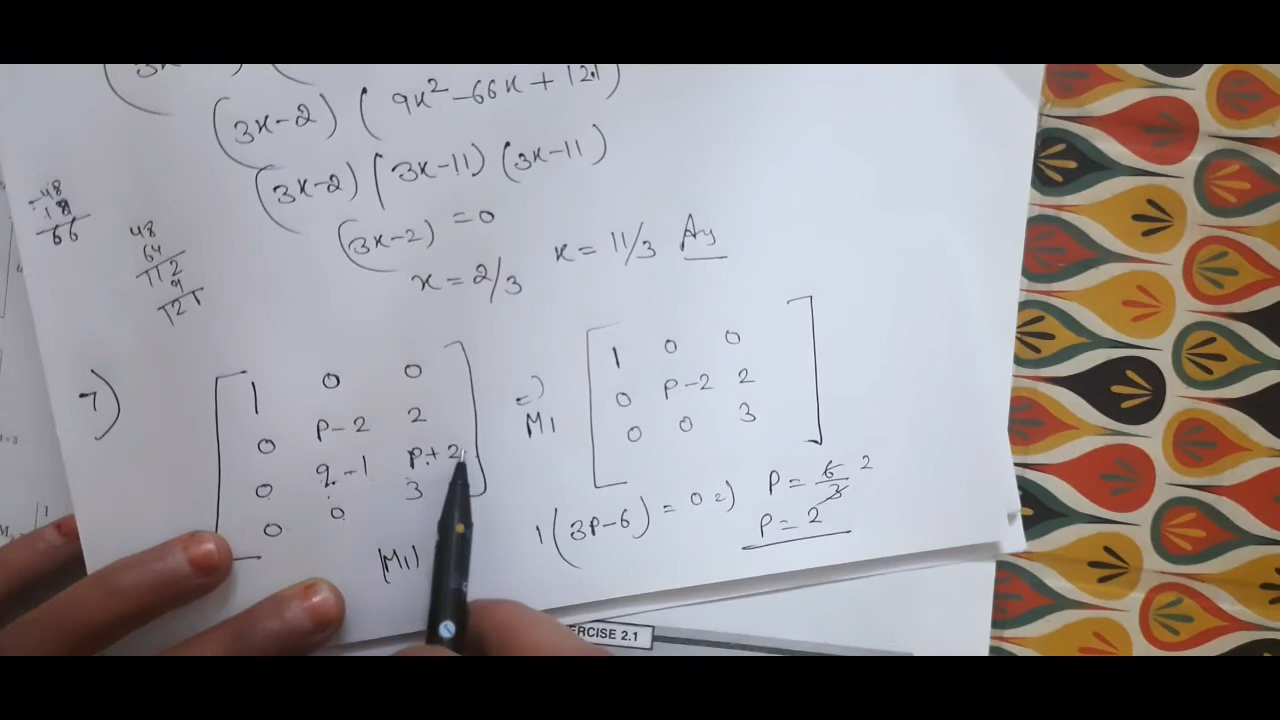 (3x-2) (9x²-66x+121)
(3x-2) (3x-11) (3x-11)
(3x-2) =0
x = 2/3
x = 11/3 Ans
48
18
66
48
64
112
9
121
7)
1 0 0
0 p-2 2
0 q-1 p+2
0 0 3
|M₁|
=)
M₁
1 0 0
0 p-2 2
0 0 3
1(3p-6) = 0 =) p = 6/3 2
p = 2
ERCISE 2.1